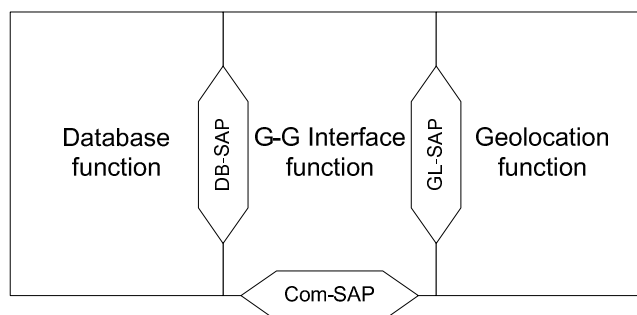 Database
function
DB-SAP
G-G Interface
function
GL-SAP
Geolocation
function
Com-SAP